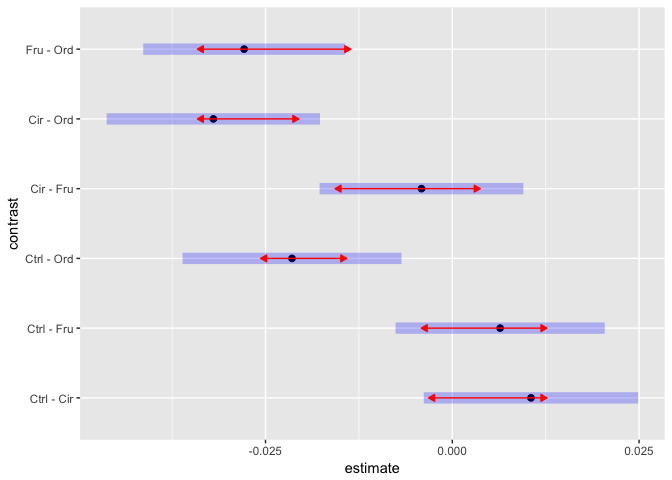 Fru - Ord
Cir - Ord
Cir - Fru
Ctrl - Ord
Ctrl - Fru
Ctrl - Cir
contrast
-0.025
0.000
0.025
estimate